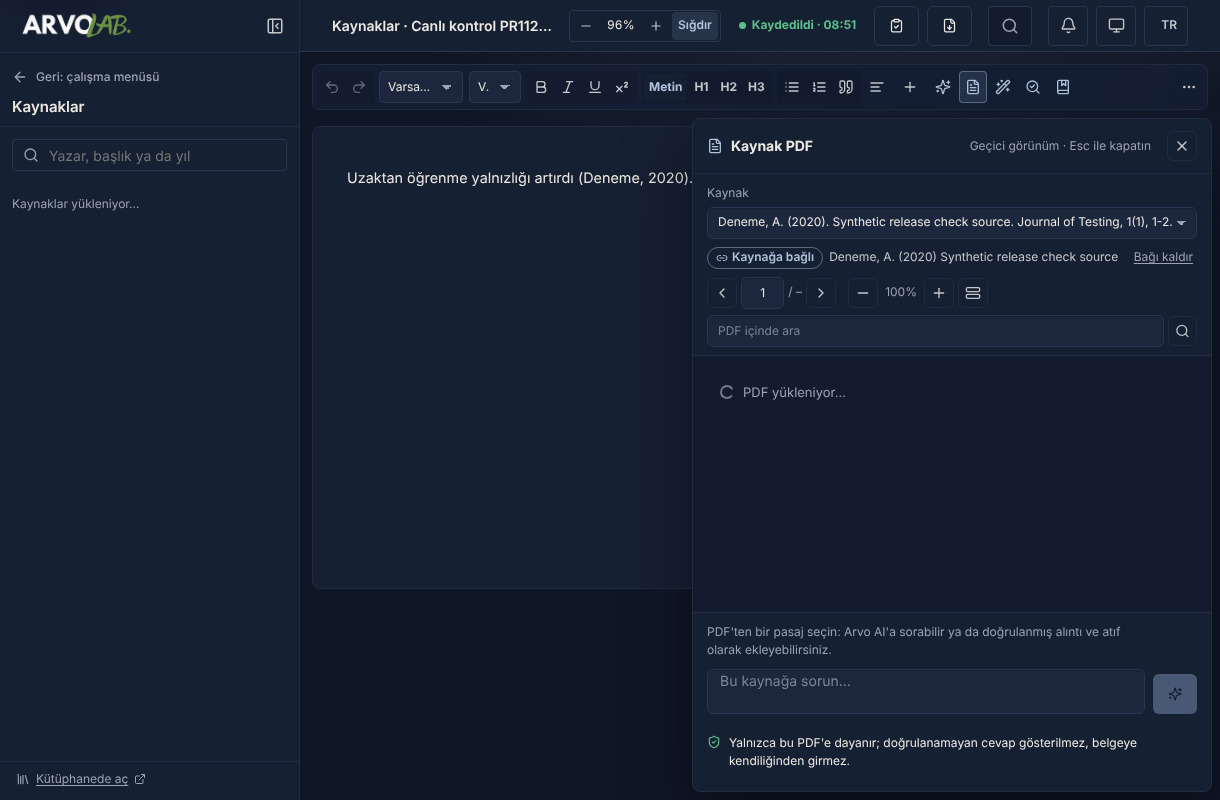 ARVOLAB.
Kaynaklar · Canlı kontrol PR112...
96%
Sığdır
Kaydedildi · 08:51
TR
Geri: çalışma menüsü
Kaynaklar
Yazar, başlık ya da yıl
Kaynaklar yükleniyor...
Varsa...
V.
B
I
U
x²
Metin
H1
H2
H3
Uzaktan öğrenme yalnızlığı artırdı (Deneme, 2020).
Kaynak PDF
Geçici görünüm · Esc ile kapatın
Kaynak
Deneme, A. (2020). Synthetic release check source. Journal of Testing, 1(1), 1-2.
Kaynağa bağlı
Deneme, A. (2020) Synthetic release check source
Bağı kaldır
1
/ –
100%
PDF içinde ara
PDF yükleniyor...
PDF'ten bir pasaj seçin: Arvo AI'a sorabilir ya da doğrulanmış alıntı ve atıf
olarak ekleyebilirsiniz.
Bu kaynağa sorun...
Yalnızca bu PDF'e dayanır; doğrulanamayan cevap gösterilmez, belgeye
kendiliğinden girmez.
Kütüphanede aç